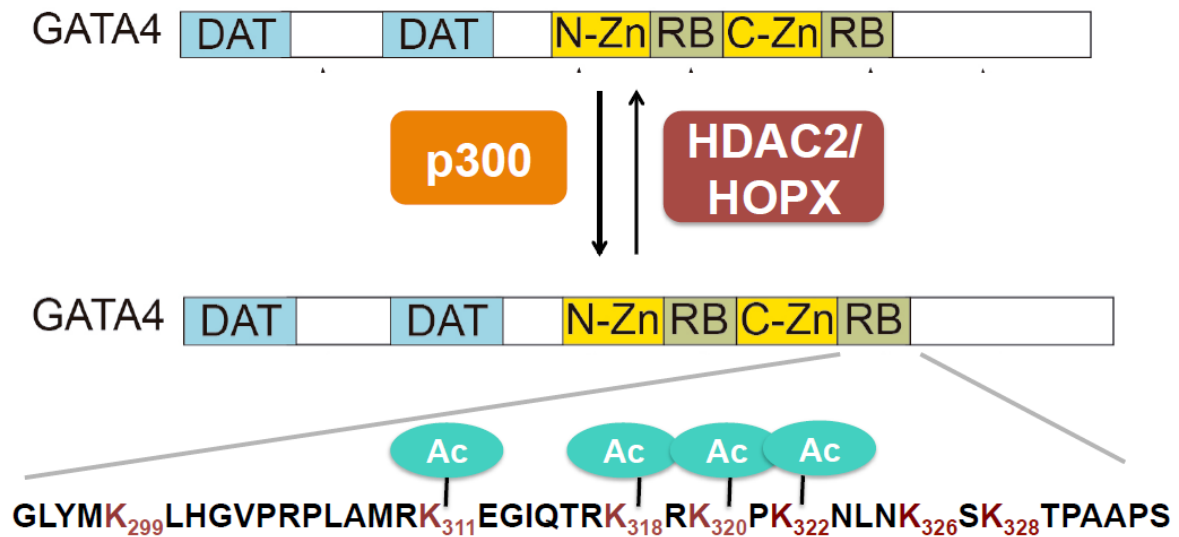 GATA4 DAT DAT N-Zn RB C-Zn RB
p300
HDAC2/
HOPX
GATA4 DAT DAT N-Zn RB C-Zn RB
Ac Ac Ac Ac
GLYMK299LHGVPRPLAMRK311EGIQTRK318RK320PK322NLNK326SK328TPAAPS